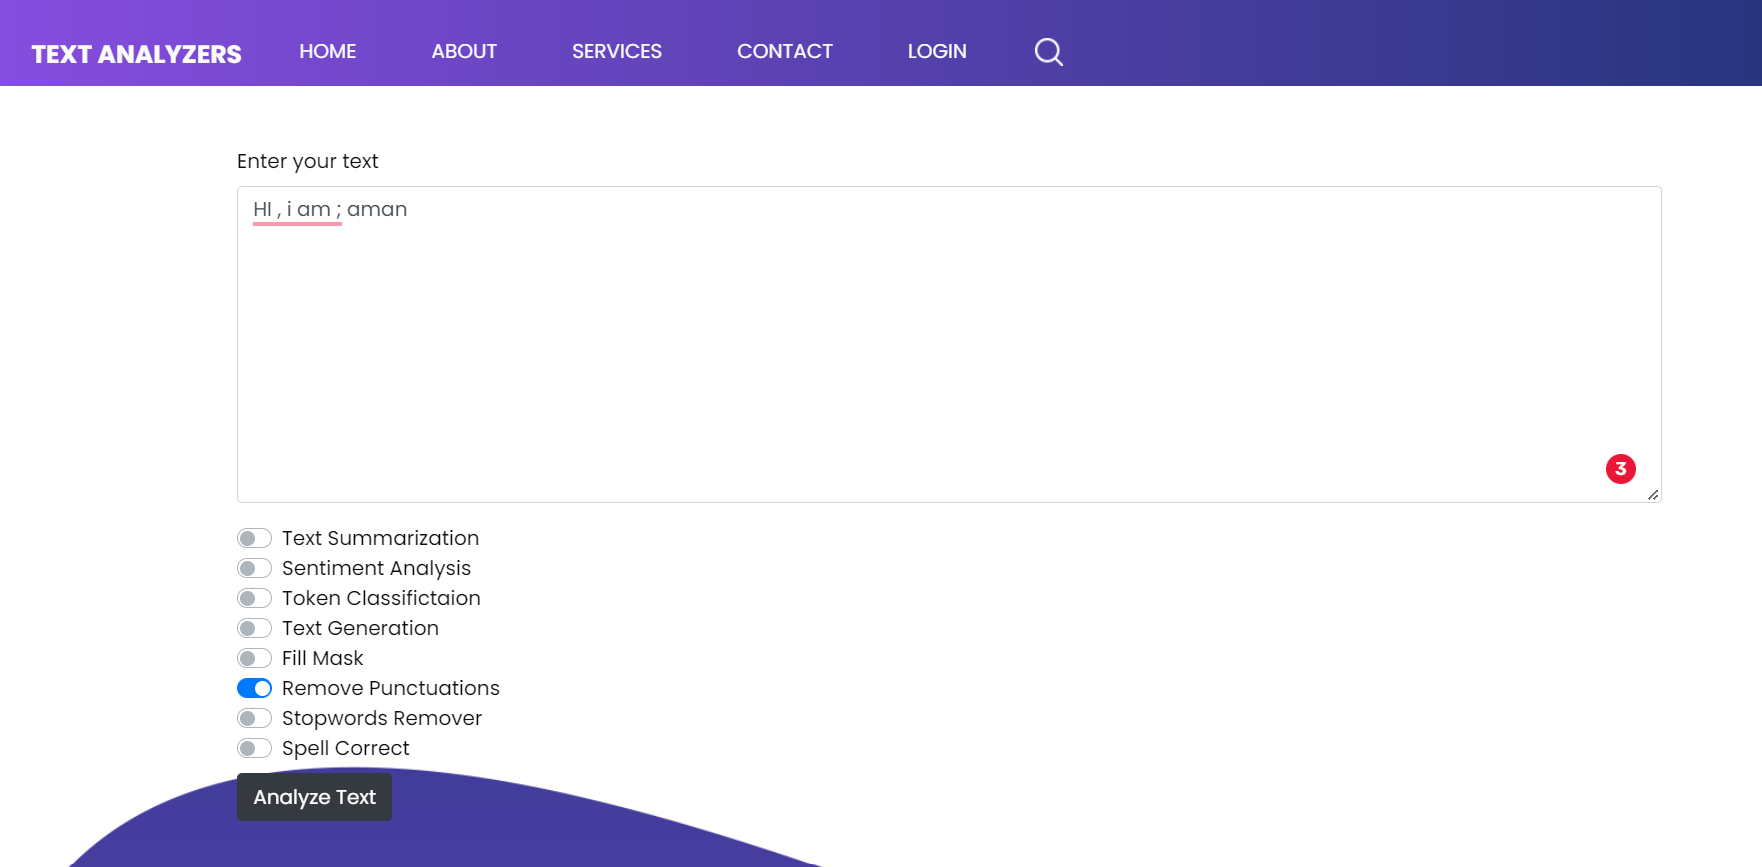 TEXT ANALYZERS HOME ABOUT SERVICES CONTACT LOGIN
Enter your text
HI , i am ; aman
3
Text Summarization
Sentiment Analysis
Token Classifictaion
Text Generation
Fill Mask
Remove Punctuations
Stopwords Remover
Spell Correct
Analyze Text